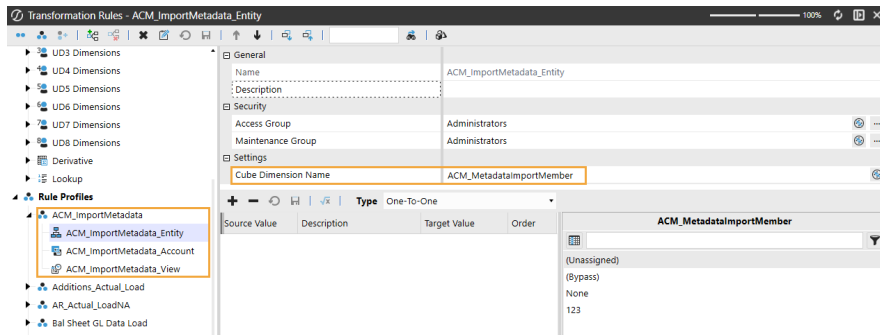 Transformation Rules - ACM_ImportMetadata_Entity
100%
UD3 Dimensions
UD4 Dimensions
UD5 Dimensions
UD6 Dimensions
UD7 Dimensions
UD8 Dimensions
Derivative
Lookup
Rule Profiles
ACM_ImportMetadata
ACM_ImportMetadata_Entity
ACM_ImportMetadata_Account
ACM_ImportMetadata_View
Additions_Actual_Load
AR_Actual_LoadNA
Bal Sheet GL Data Load
General
Name ACM_ImportMetadata_Entity
Description
Security
Access Group Administrators
Maintenance Group Administrators
Settings
Cube Dimension Name ACM_MetadataImportMember
Type One-To-One
Source Value Description Target Value Order
ACM_MetadataImportMember
(Unassigned)
(Bypass)
None
123